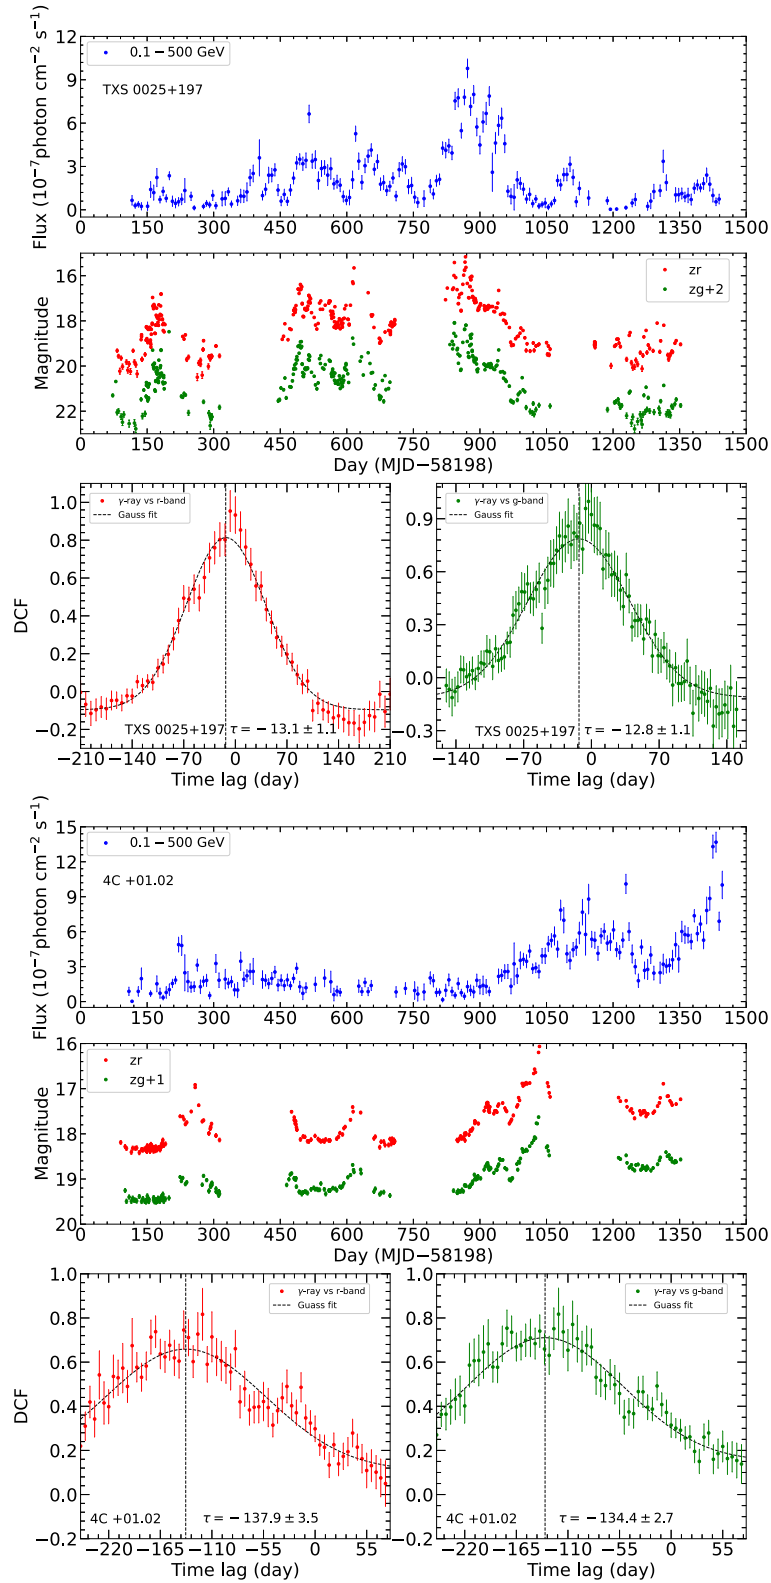 12
9
6
3
0
Flux (10⁻⁷photon cm⁻² s⁻¹)
0.1−500 GeV
TXS 0025+197
0 150 300 450 600 750 900 1050 1200 1350 1500
16
18
20
22
Magnitude
zr
zg+2
0 150 300 450 600 750 900 1050 1200 1350 1500
Day (MJD−58198)
1.0
0.8
0.6
0.4
0.2
0.0
−0.2
DCF
γ-ray vs r-band
Gauss fit
TXS 0025+197 τ = −13.1 ± 1.1
−210 −140 −70 0 70 140 210
Time lag (day)
0.9
0.6
0.3
0.0
−0.3
γ-ray vs g-band
Gauss fit
TXS 0025+197 τ = −12.8 ± 1.1
−140 −70 0 70 140
Time lag (day)
15
12
9
6
3
0
Flux (10⁻⁷photon cm⁻² s⁻¹)
0.1−500 GeV
4C +01.02
0 150 300 450 600 750 900 1050 1200 1350 1500
16
17
18
19
20
Magnitude
zr
zg+1
0 150 300 450 600 750 900 1050 1200 1350 1500
Day (MJD−58198)
1.0
0.8
0.6
0.4
0.2
0.0
−0.2
DCF
γ-ray vs r-band
Guass fit
4C +01.02 τ = −137.9 ± 3.5
−220 −165 −110 −55 0 55
Time lag (day)
1.0
0.8
0.6
0.4
0.2
0.0
−0.2
γ-ray vs g-band
Guass fit
4C +01.02 τ = −134.4 ± 2.7
−220 −165 −110 −55 0 55
Time lag (day)